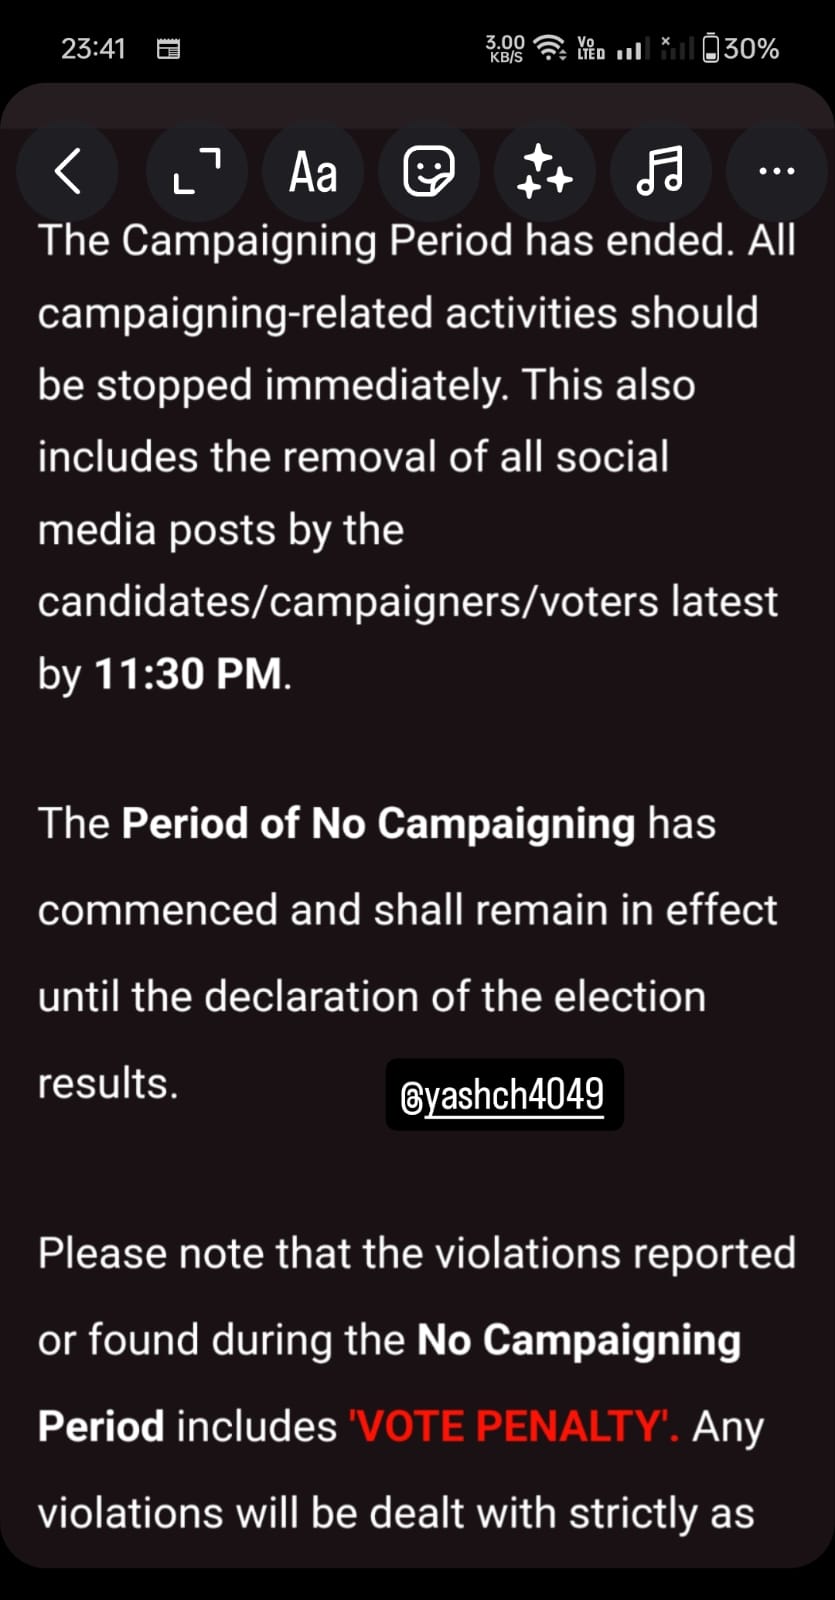 23:41
3.00 KB/S
Vo LTED
30%
Aa
The Campaigning Period has ended. All
campaigning-related activities should
be stopped immediately. This also
includes the removal of all social
media posts by the
candidates/campaigners/voters latest
by 11:30 PM.
The Period of No Campaigning has
commenced and shall remain in effect
until the declaration of the election
results.
@yashch4049
Please note that the violations reported
or found during the No Campaigning
Period includes 'VOTE PENALTY'. Any
violations will be dealt with strictly as